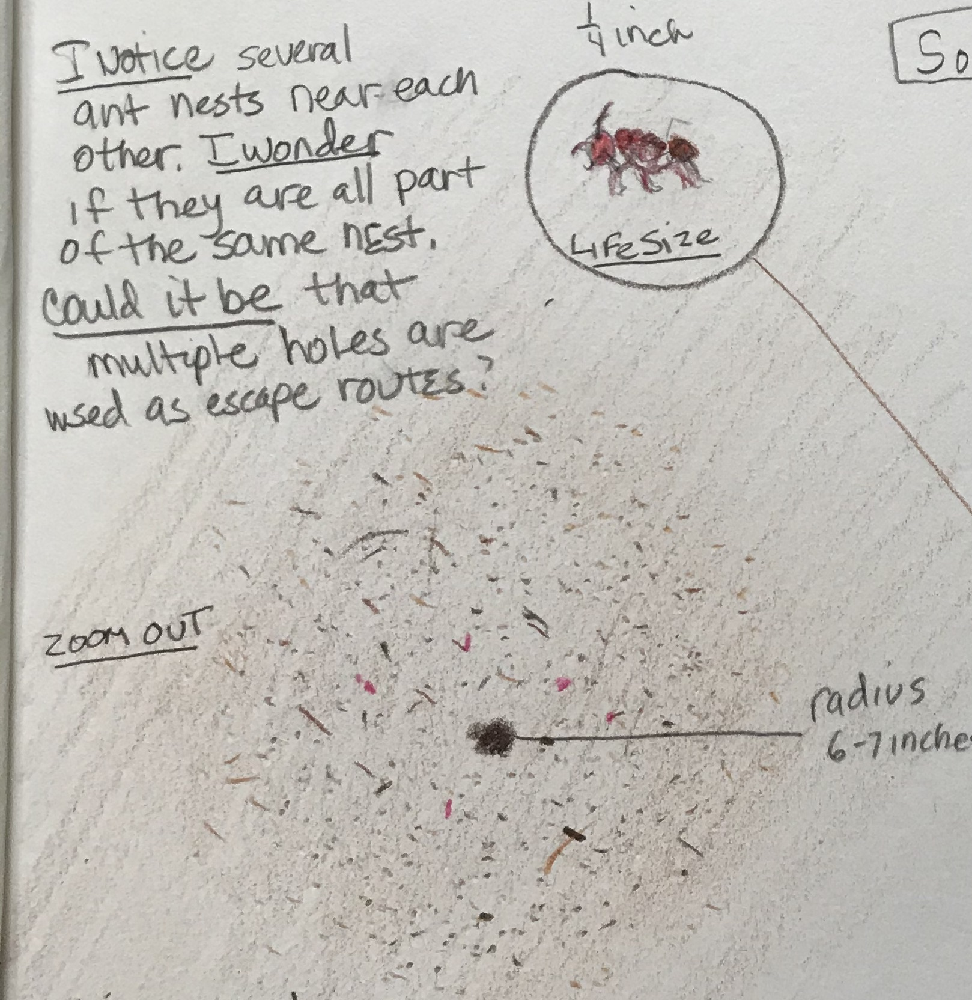 I Notice several
ant nests near each
other. I wonder
if they are all part
of the same nest.
Could it be that
multiple holes are
used as escape routes?
1/4 inch
Life Size
So
ZOOM OUT
radius
6-7 inche